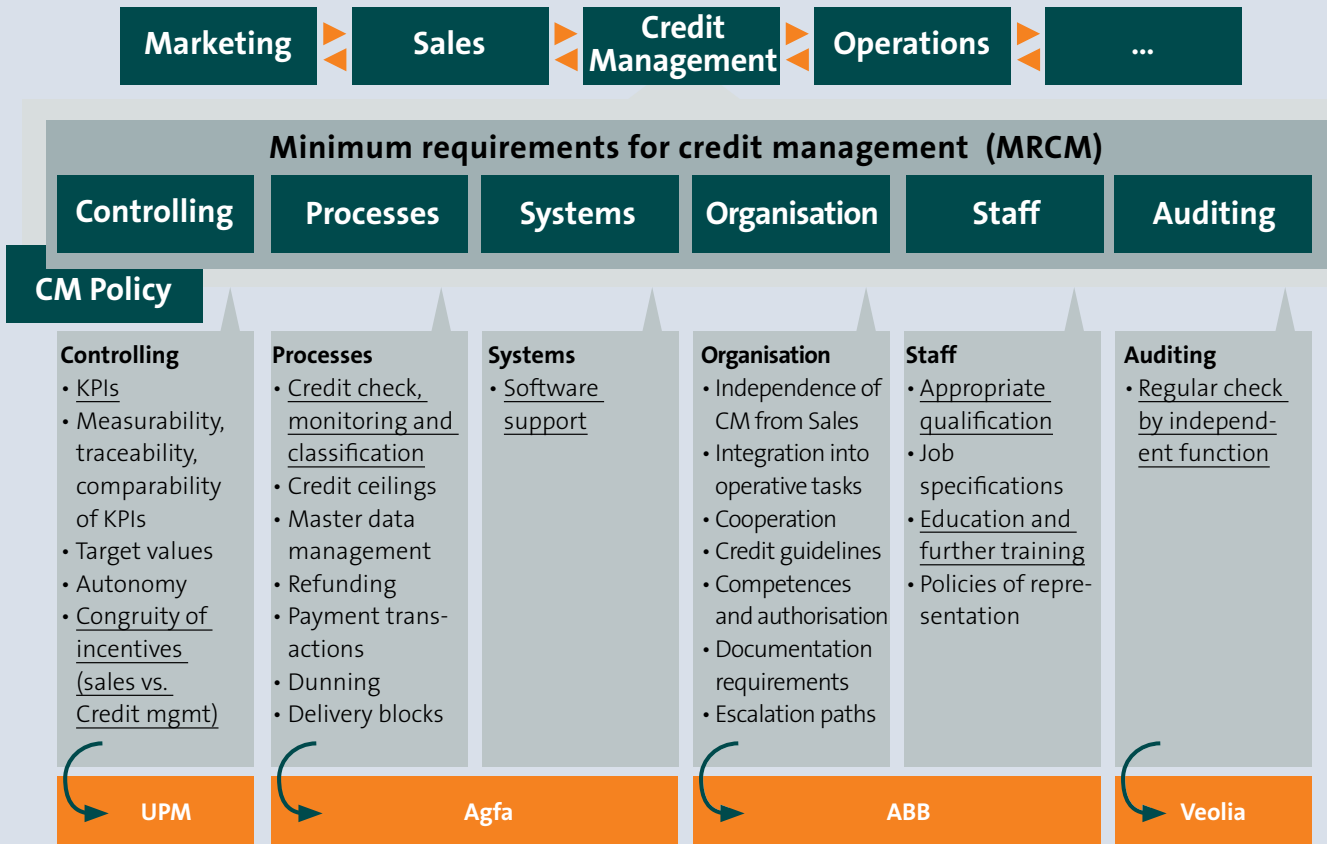 Marketing
Sales
Credit
Management
Operations
...
Minimum requirements for credit management (MRCM)
Controlling
Processes
Systems
Organisation
Staff
Auditing
CM Policy
Controlling
• KPIs
• Measurability,
traceability,
comparability
of KPIs
• Target values
• Autonomy
• Congruity of
incentives
(sales vs.
Credit mgmt)
Processes
• Credit check,
monitoring and
classification
• Credit ceilings
• Master data
management
• Refunding
• Payment trans-
actions
• Dunning
• Delivery blocks
Systems
• Software
support
Organisation
• Independence of
CM from Sales
• Integration into
operative tasks
• Cooperation
• Credit guidelines
• Competences
and authorisation
• Documentation
requirements
• Escalation paths
Staff
• Appropriate
qualification
• Job
specifications
• Education and
further training
• Policies of repre-
sentation
Auditing
• Regular check
by independ-
ent function
UPM
Agfa
ABB
Veolia